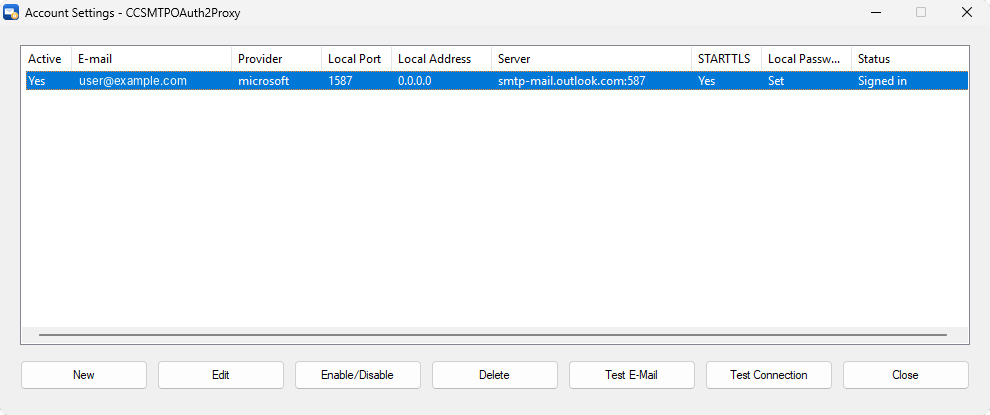 Account Settings - CCSMTPOAuth2Proxy
Active E-mail Provider Local Port Local Address Server STARTTLS Local Passw... Status
Yes user@example.com microsoft 1587 0.0.0.0 smtp-mail.outlook.com:587 Yes Set Signed in
New Edit Enable/Disable Delete Test E-Mail Test Connection Close